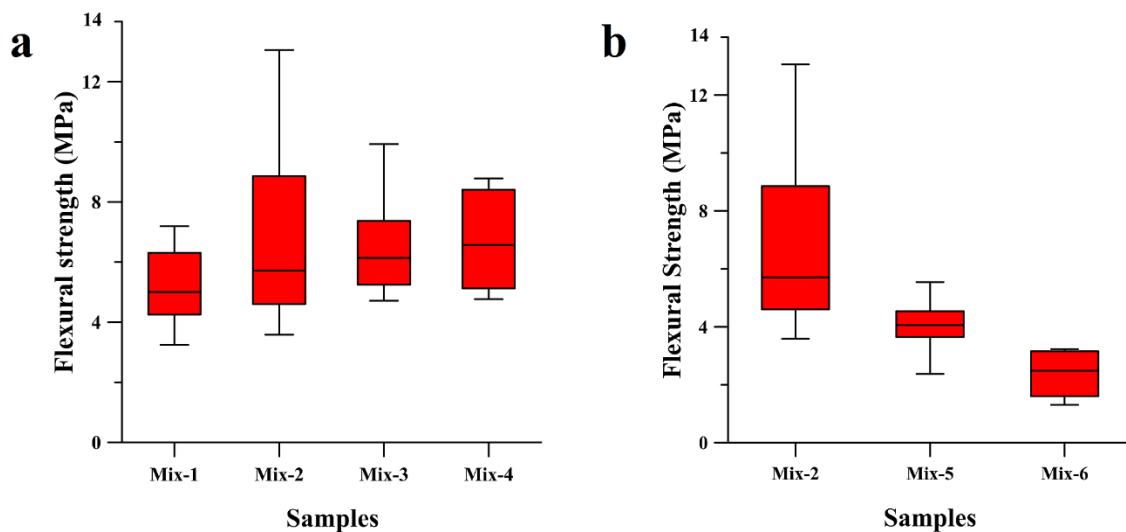 a
Flexural strength (MPa)
14
12
8
4
0
Mix-1 Mix-2 Mix-3 Mix-4
Samples
b
Flexural Strength (MPa)
14
12
8
4
0
Mix-2 Mix-5 Mix-6
Samples